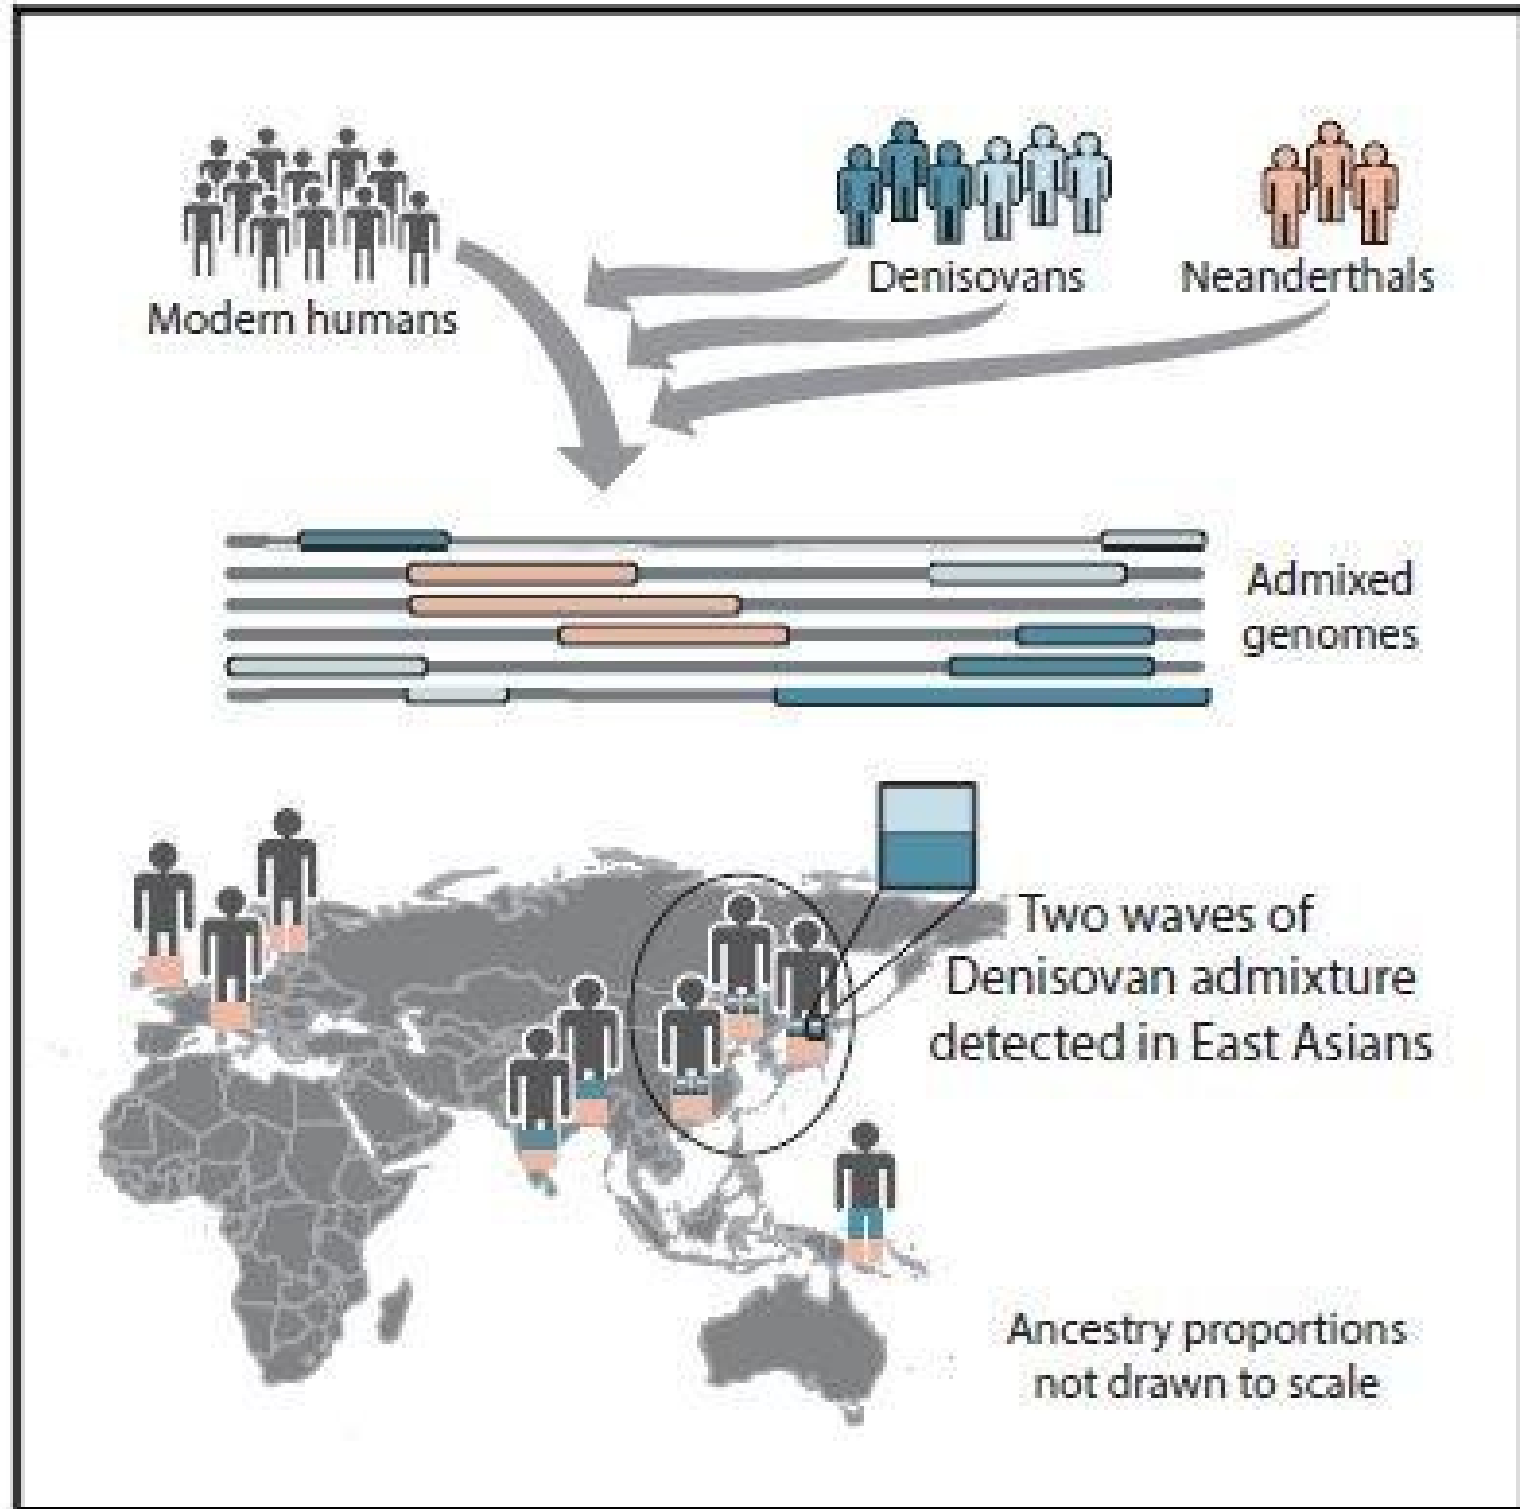 Modern humans
Denisovans
Neanderthals
Admixed
genomes
Two waves of
Denisovan admixture
detected in East Asians
Ancestry proportions
not drawn to scale